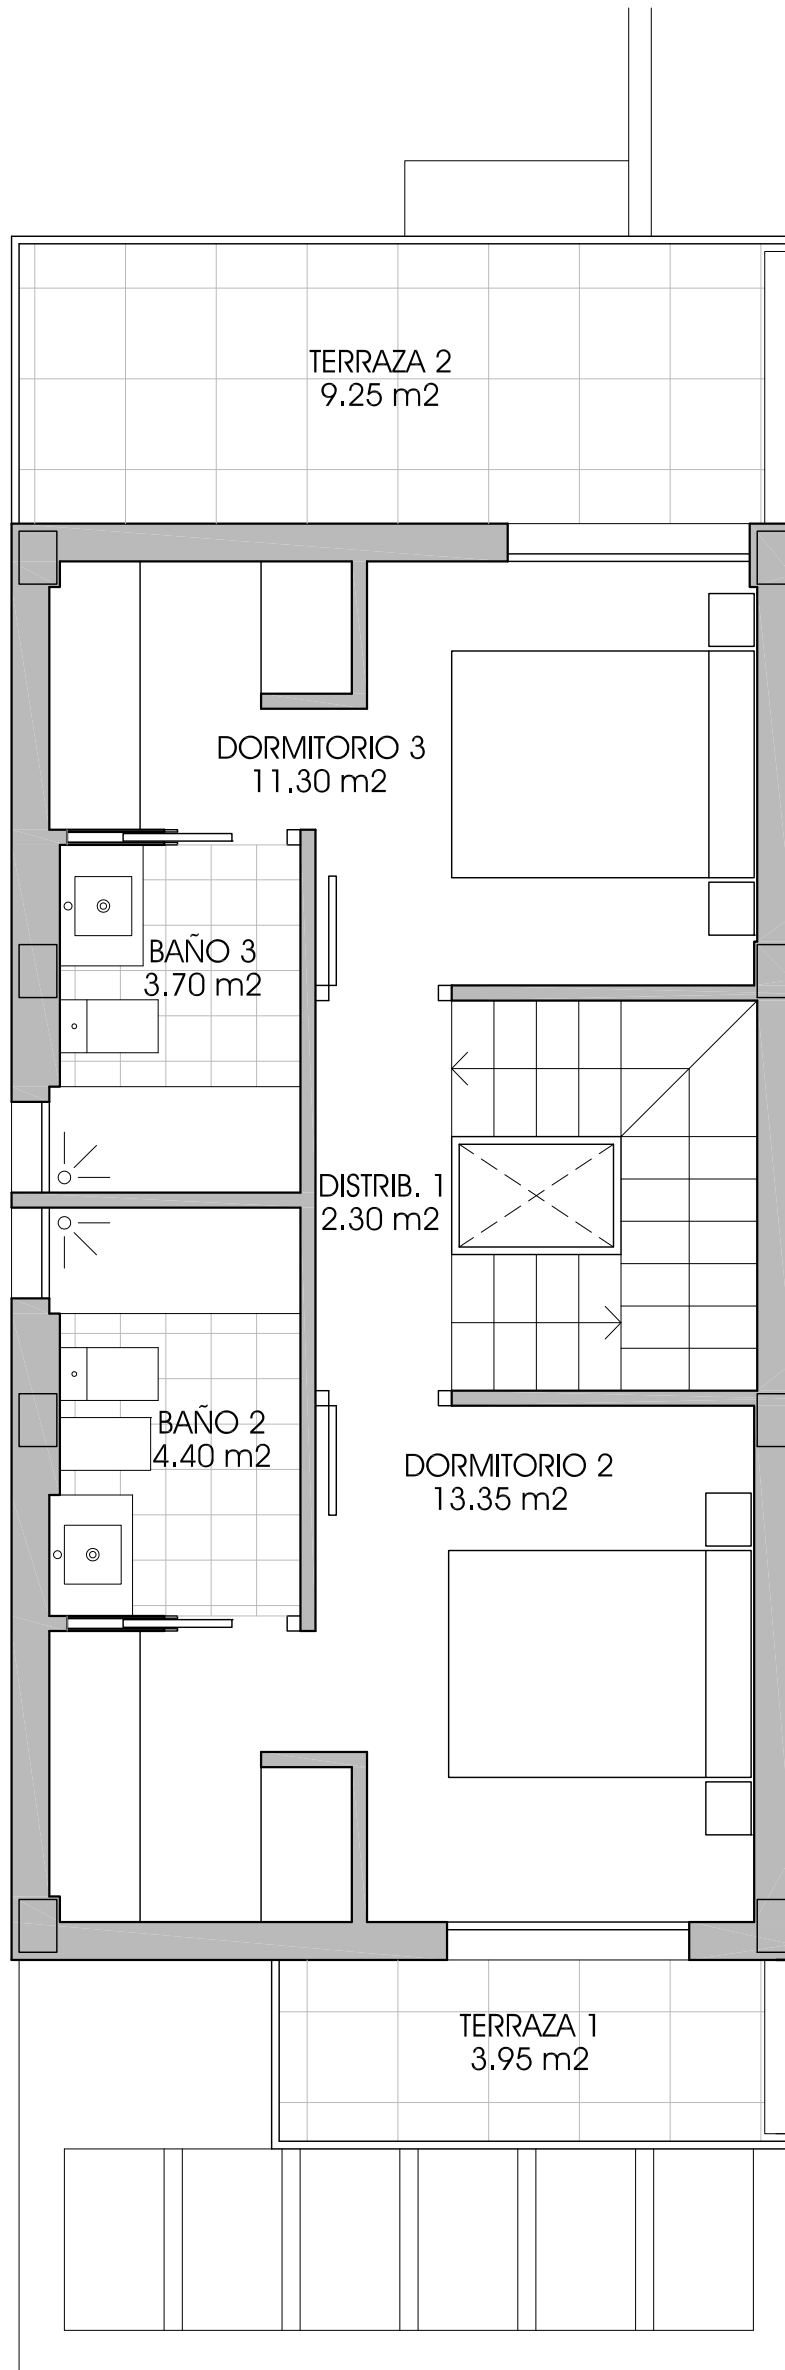 TERRAZA 2
9.25 m2
DORMITORIO 3
11.30 m2
BAÑO 3
3.70 m2
DISTRIB. 1
2.30 m2
BAÑO 2
4.40 m2
DORMITORIO 2
13.35 m2
TERRAZA 1
3.95 m2